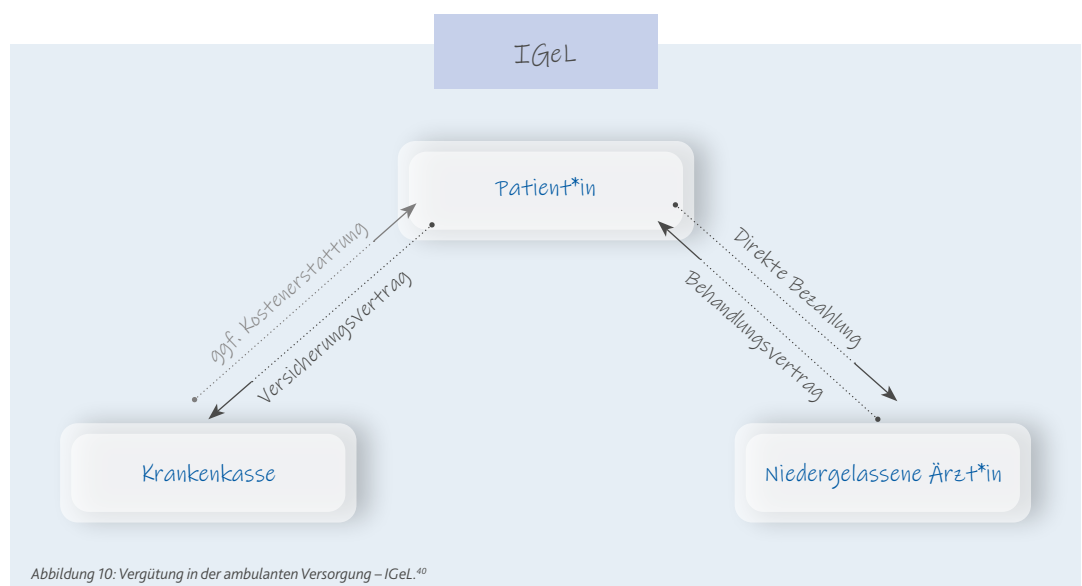 IGeL
Patient*in
ggf. Kostenerstattung
Versicherungsvertrag
Direkte Bezahlung
Behandlungsvertrag
Krankenkasse
Niedergelassene Ärzt*in
Abbildung 10: Vergütung in der ambulanten Versorgung – IGeL.⁴⁰